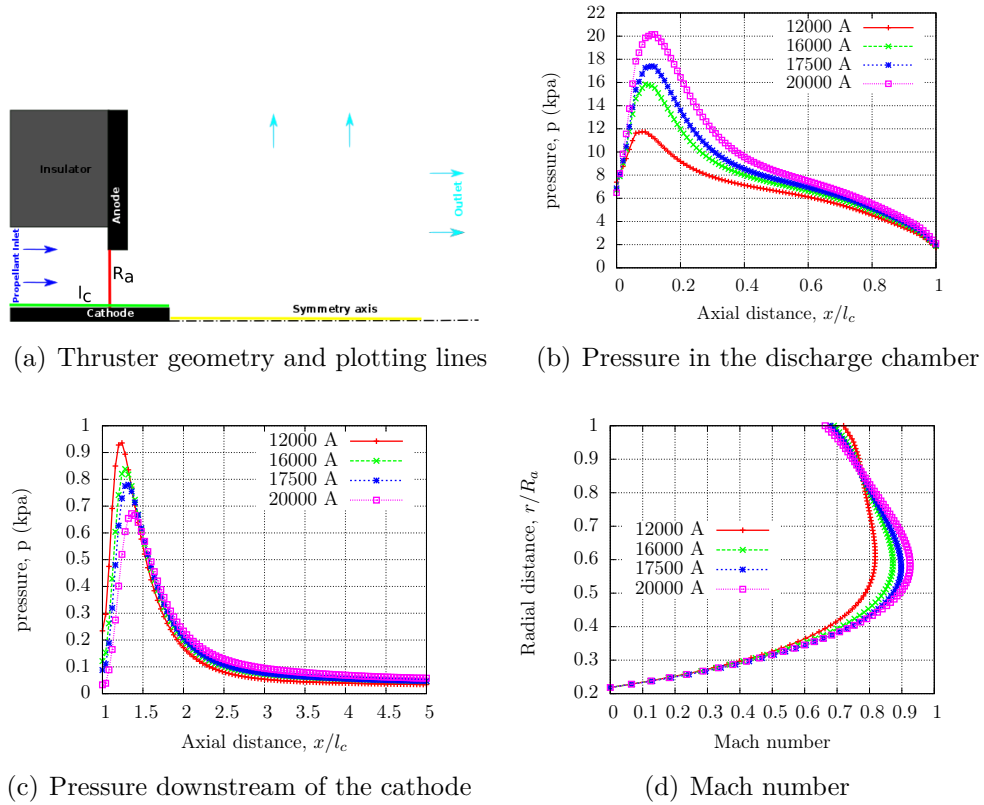 Insulator
Anode
Propellant Inlet
R_a
l_c
Cathode
Symmetry axis
Outlet
(a) Thruster geometry and plotting lines
22
20
18
16
14
12
10
8
6
4
2
0
pressure, p (kpa)
12000 A
16000 A
17500 A
20000 A
0 0.2 0.4 0.6 0.8 1
Axial distance, x/l_c
(b) Pressure in the discharge chamber
1
0.9
0.8
0.7
0.6
0.5
0.4
0.3
0.2
0.1
0
pressure, p (kpa)
12000 A
16000 A
17500 A
20000 A
1 1.5 2 2.5 3 3.5 4 4.5 5
Axial distance, x/l_c
(c) Pressure downstream of the cathode
1
0.9
0.8
0.7
0.6
0.5
0.4
0.3
0.2
Radial distance, r/R_a
12000 A
16000 A
17500 A
20000 A
0 0.1 0.2 0.3 0.4 0.5 0.6 0.7 0.8 0.9 1
Mach number
(d) Mach number